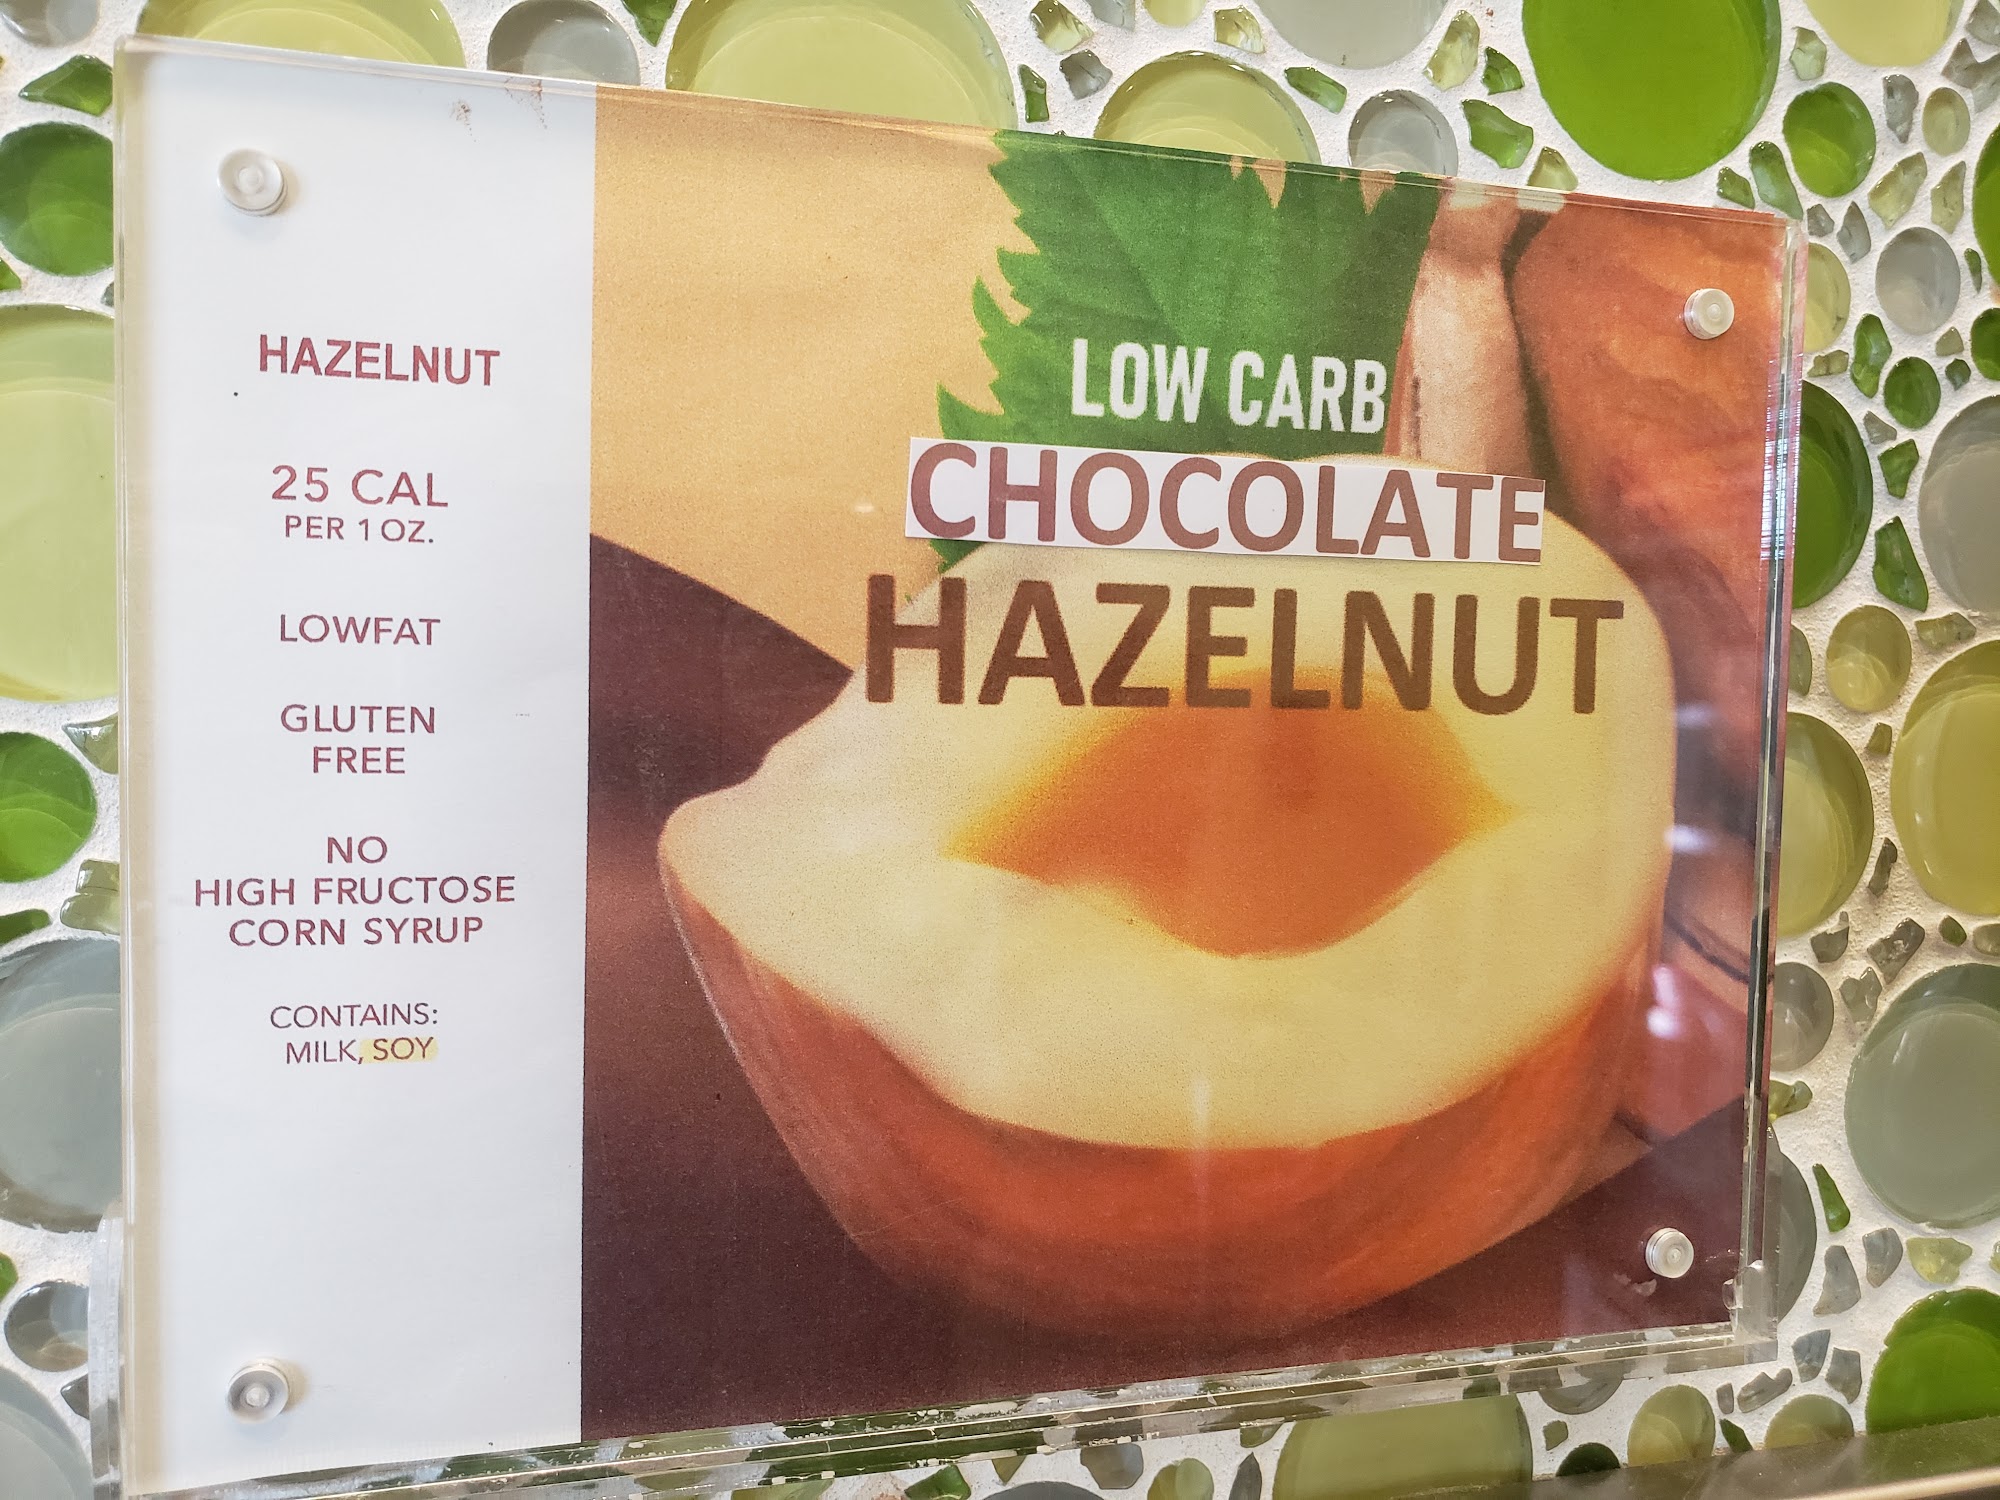 HAZELNUT
25 CAL
PER 1 OZ.
LOWFAT
GLUTEN
FREE
NO
HIGH FRUCTOSE
CORN SYRUP
CONTAINS:
MILK, SOY
LOW CARB
CHOCOLATE
HAZELNUT